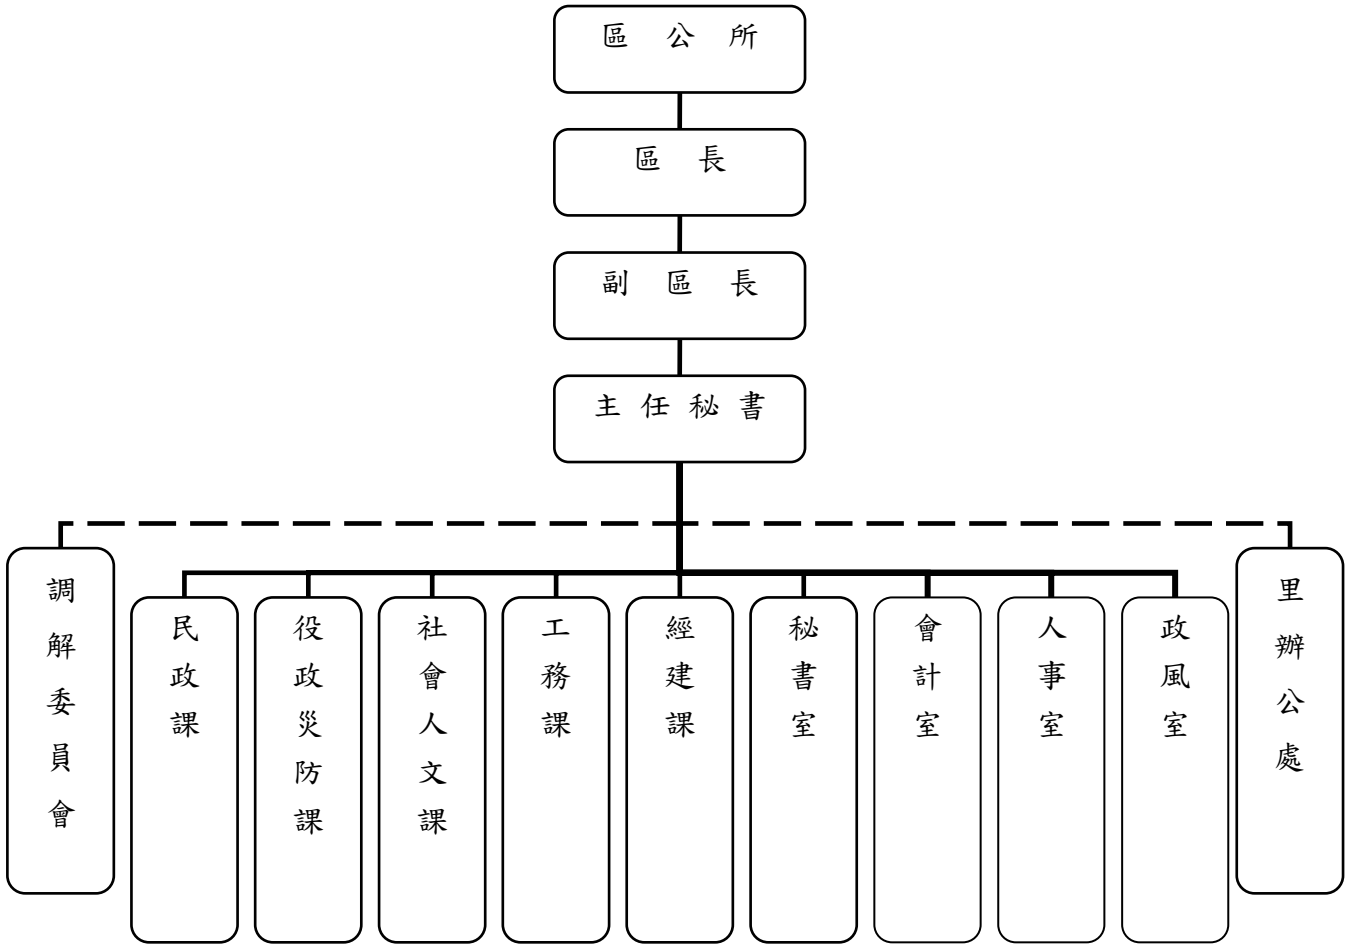 區公所
區長
副區長
主任秘書
調解委員會
民政課
役政災防課
社會人文課
工務課
經建課
秘書室
會計室
人事室
政風室
里辦公處